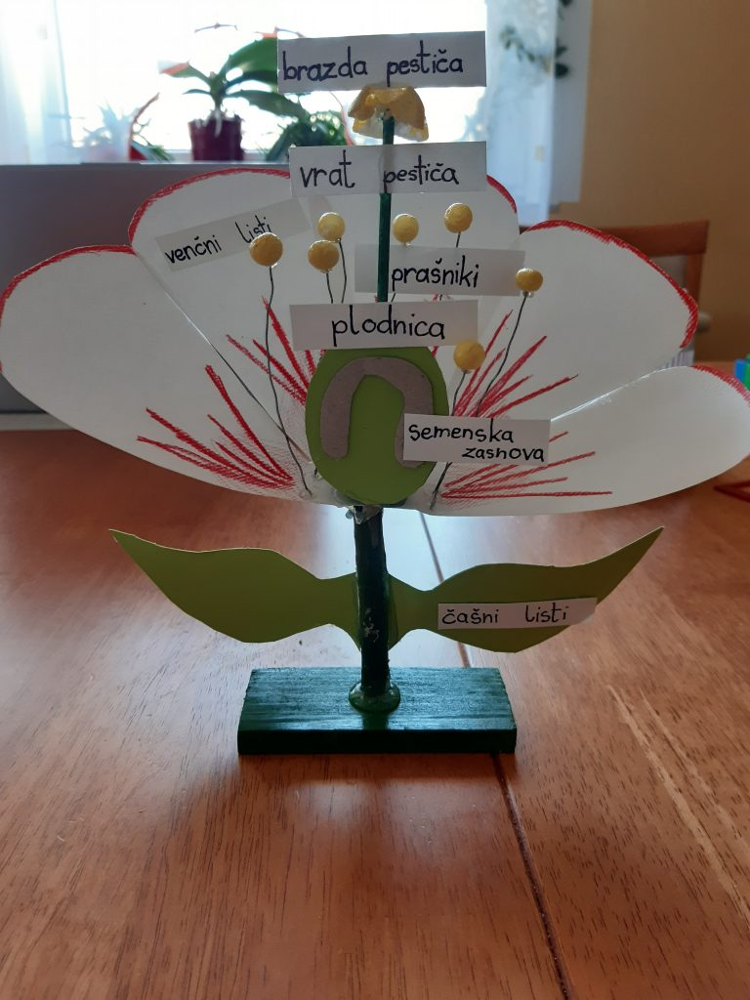 brazda pestiča
vrat pestiča
venčni listi
prašniki
plodnica
semenska
zasnova
čašni listi